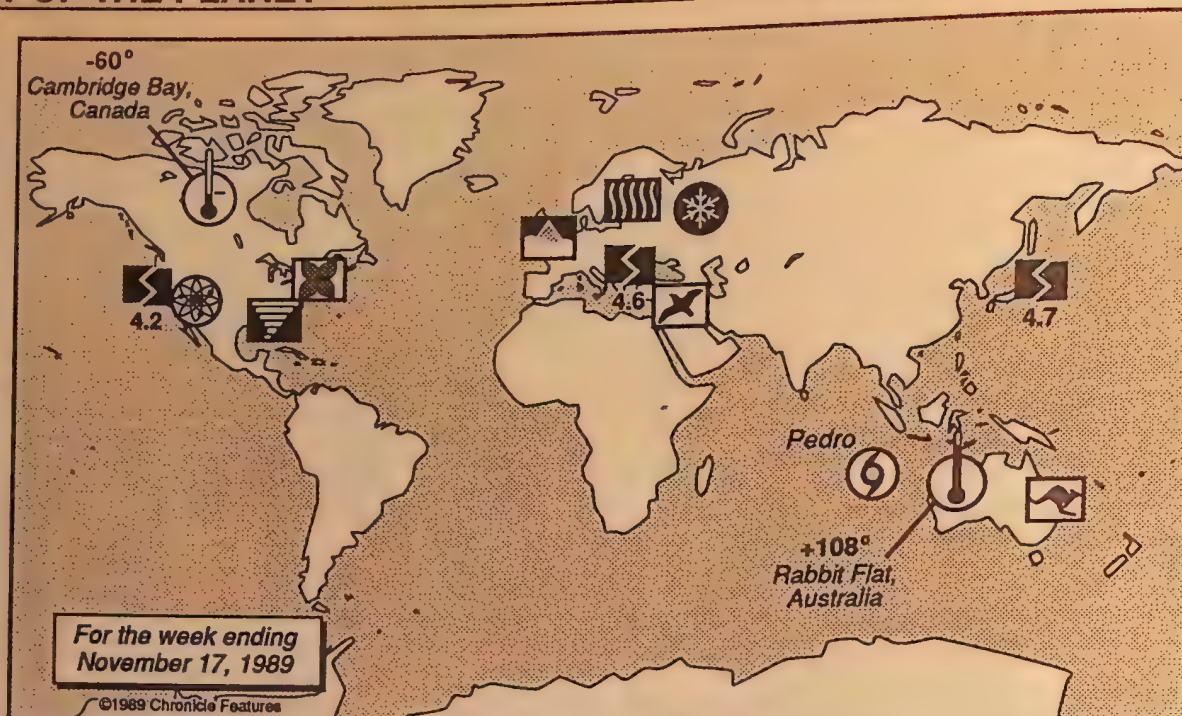 -60°
Cambridge Bay,
Canada
4.2
4.6
4.7
Pedro
+108°
Rabbit Flat,
Australia
For the week ending
November 17, 1989
©1989 Chronicle Features